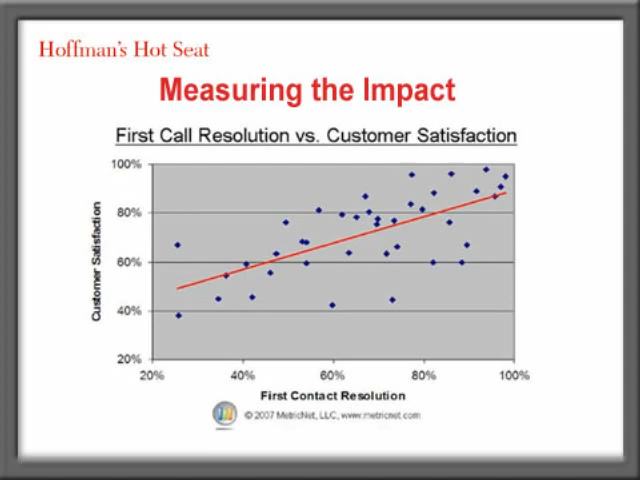 Hoffman's Hot Seat
Measuring the Impact
First Call Resolution vs. Customer Satisfaction
100%
80%
60%
40%
20%
Customer Satisfaction
20%
40%
60%
80%
100%
First Contact Resolution
© 2007 MetricNet, LLC, www.metricnet.com